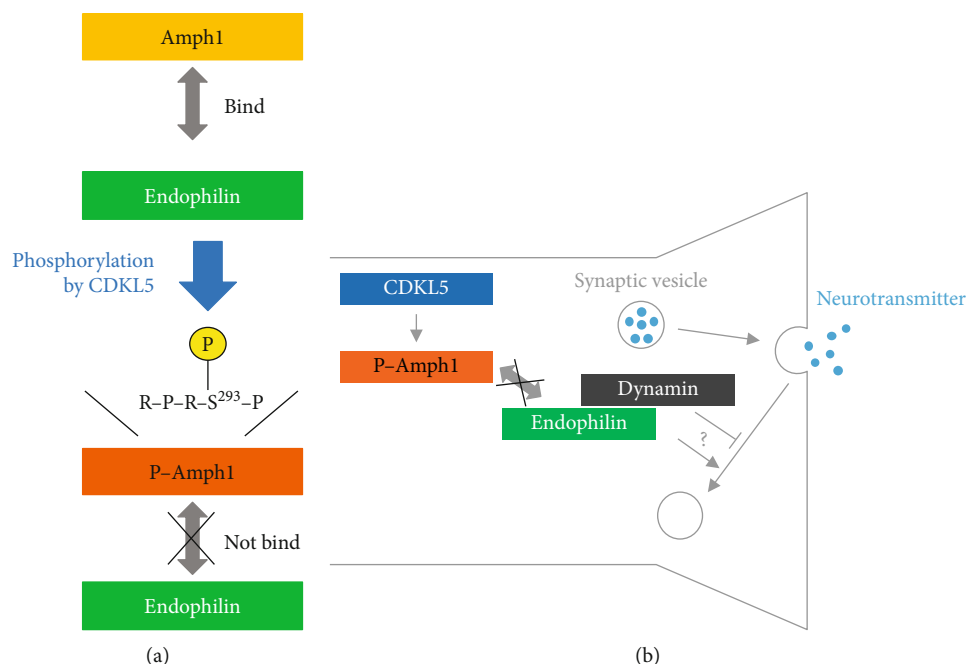 Amph1
Bind
Endophilin
Phosphorylation
by CDKL5
P
R–P–R–S²⁹³–P
P–Amph1
Not bind
Endophilin
(a)
CDKL5
Synaptic vesicle
Neurotransmitter
P–Amph1
Dynamin
Endophilin
?
(b)